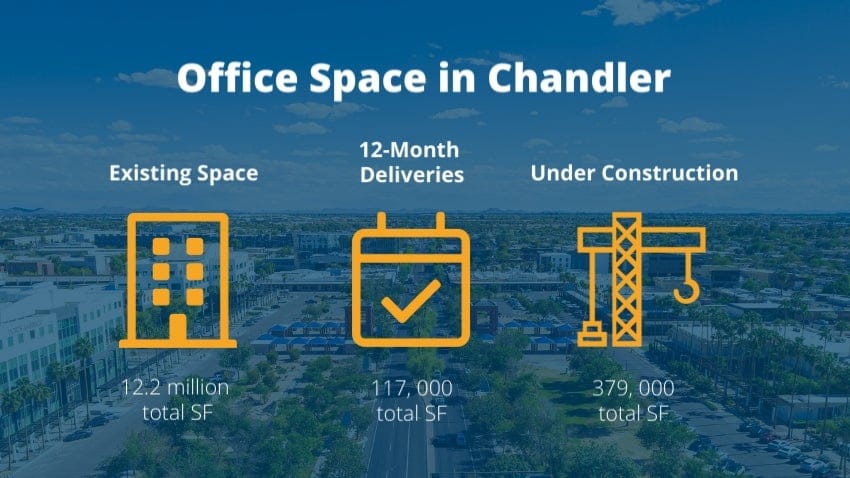 Office Space in Chandler
Existing Space
12-Month
Deliveries
Under Construction
12.2 million
total SF
117, 000
total SF
379, 000
total SF